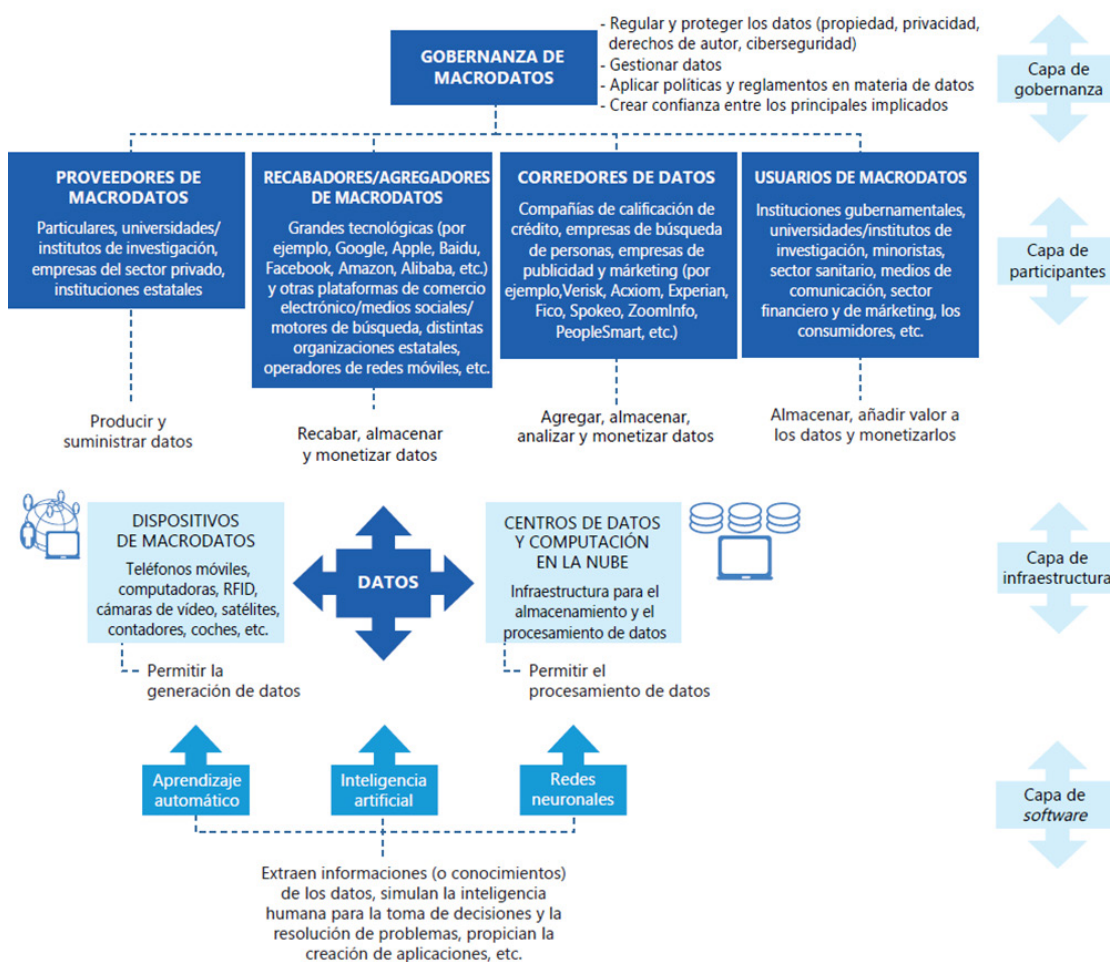 GOBERNANZA DE
MACRODATOS
- Regular y proteger los datos (propiedad, privacidad,
derechos de autor, ciberseguridad)
- Gestionar datos
- Aplicar políticas y reglamentos en materia de datos
- Crear confianza entre los principales implicados
Capa de
gobernanza
PROVEEDORES DE
MACRODATOS
Particulares, universidades/
institutos de investigación,
empresas del sector privado,
instituciones estatales
RECABADORES/AGREGADORES
DE MACRODATOS
Grandes tecnológicas (por
ejemplo, Google, Apple, Baidu,
Facebook, Amazon, Alibaba, etc.)
y otras plataformas de comercio
electrónico/medios sociales/
motores de búsqueda, distintas
organizaciones estatales,
operadores de redes móviles, etc.
CORREDORES DE DATOS
Compañías de calificación de
crédito, empresas de búsqueda
de personas, empresas de
publicidad y márketing (por
ejemplo,Verisk, Acxiom, Experian,
Fico, Spokeo, ZoomInfo,
PeopleSmart, etc.)
USUARIOS DE MACRODATOS
Instituciones gubernamentales,
universidades/institutos de
investigación, minoristas,
sector sanitario, medios de
comunicación, sector
financiero y de márketing, los
consumidores, etc.
Capa de
participantes
Producir y
suministrar datos
Recabar, almacenar
y monetizar datos
Agregar, almacenar,
analizar y monetizar datos
Almacenar, añadir valor a
los datos y monetizarlos
DISPOSITIVOS
DE MACRODATOS
Teléfonos móviles,
computadoras, RFID,
cámaras de vídeo, satélites,
contadores, coches, etc.
DATOS
CENTROS DE DATOS
Y COMPUTACIÓN
EN LA NUBE
Infraestructura para el
almacenamiento y el
procesamiento de datos
Capa de
infraestructura
Permitir la
generación de datos
Permitir el
procesamiento de datos
Aprendizaje
automático
Inteligencia
artificial
Redes
neuronales
Capa de
software
Extraen informaciones (o conocimientos)
de los datos, simulan la inteligencia
humana para la toma de decisiones y la
resolución de problemas, propician la
creación de aplicaciones, etc.